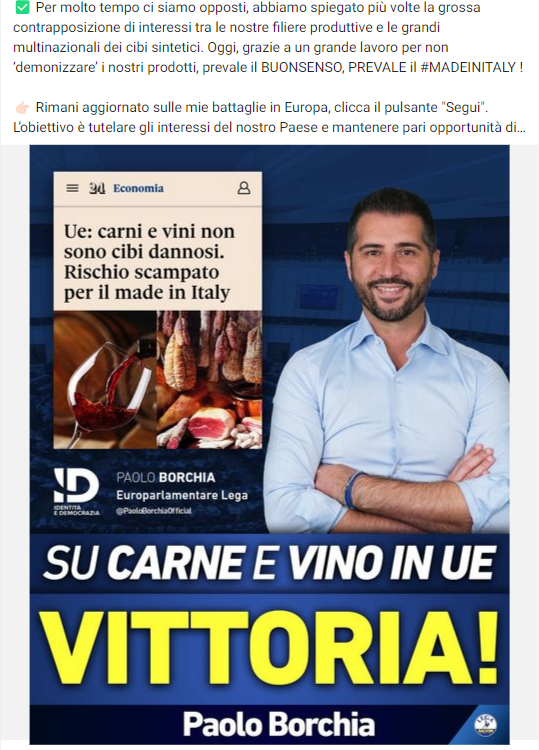 ✅ Per molto tempo ci siamo opposti, abbiamo spiegato più volte la grossa
contrapposizione di interessi tra le nostre filiere produttive e le grandi
multinazionali dei cibi sintetici. Oggi, grazie a un grande lavoro per non
‘demonizzare’ i nostri prodotti, prevale il BUONSENSO, PREVALE il #MADEINITALY !
👉🏻 Rimani aggiornato sulle mie battaglie in Europa, clicca il pulsante "Segui".
L’obiettivo è tutelare gli interessi del nostro Paese e mantenere pari opportunità di…
24 Economia
Ue: carni e vini non
sono cibi dannosi.
Rischio scampato
per il made in Italy
ID
IDENTITÀ
E DEMOCRAZIA
PAOLO BORCHIA
Europarlamentare Lega
@PaoloBorchiaOfficial
SU CARNE E VINO IN UE
VITTORIA!
Paolo Borchia
LEGA